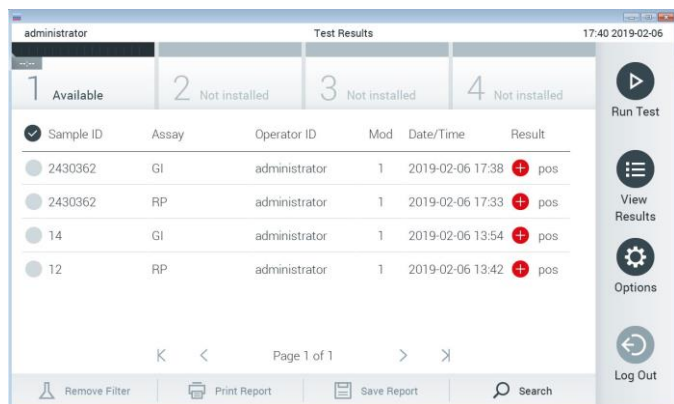 administrator Test Results 17:40 2019-02-06
--:--
1 Available 2 Not installed 3 Not installed 4 Not installed
Run Test
Sample ID Assay Operator ID Mod Date/Time Result
2430362 GI administrator 1 2019-02-06 17:38 pos
2430362 RP administrator 1 2019-02-06 17:33 pos
14 GI administrator 1 2019-02-06 13:54 pos
12 RP administrator 1 2019-02-06 13:42 pos
View
Results
Options
Page 1 of 1
Log Out
Remove Filter Print Report Save Report Search